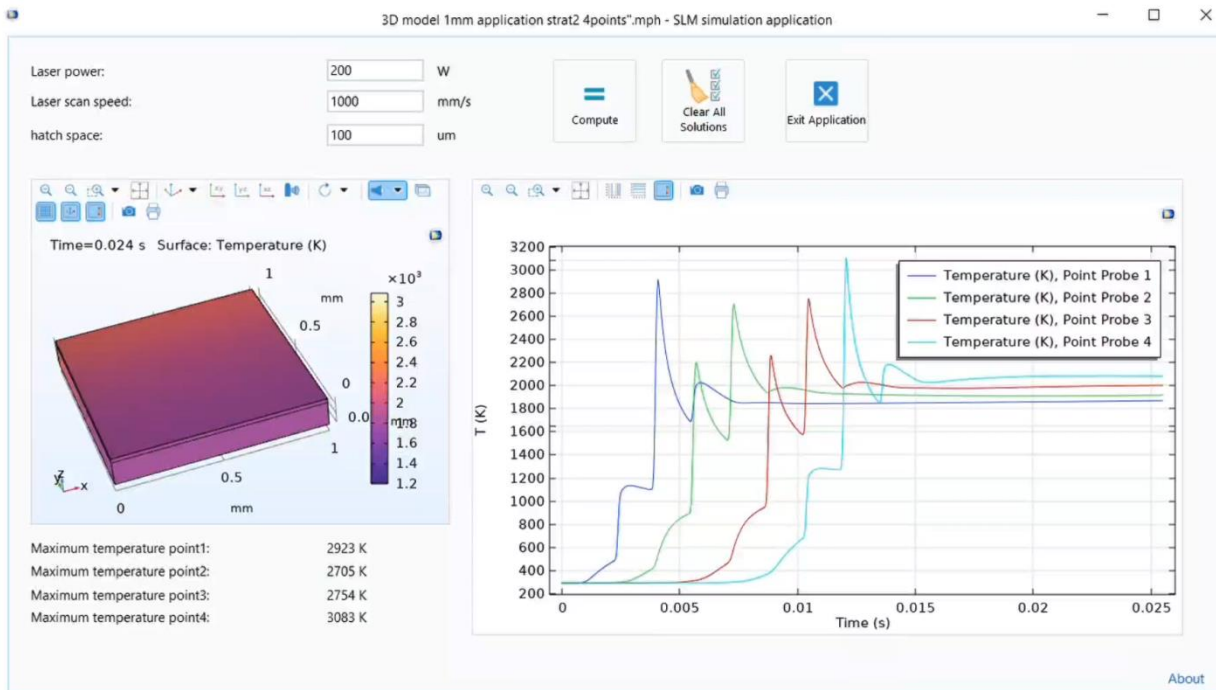 3D model 1mm application strat2 4points".mph - SLM simulation application
Laser power: 200 W
Laser scan speed: 1000 mm/s
hatch space: 100 um
Compute
Clear All
Solutions
Exit Application
Time=0.024 s Surface: Temperature (K)
×10³
1
mm
0.5
0
0.0
mm
1
0.5
mm
0
z
y x
3
2.8
2.6
2.4
2.2
2
1.8
1.6
1.4
1.2
Maximum temperature point1: 2923 K
Maximum temperature point2: 2705 K
Maximum temperature point3: 2754 K
Maximum temperature point4: 3083 K
Temperature (K), Point Probe 1
Temperature (K), Point Probe 2
Temperature (K), Point Probe 3
Temperature (K), Point Probe 4
T (K)
3200
3000
2800
2600
2400
2200
2000
1800
1600
1400
1200
1000
800
600
400
200
0 0.005 0.01 0.015 0.02 0.025
Time (s)
About